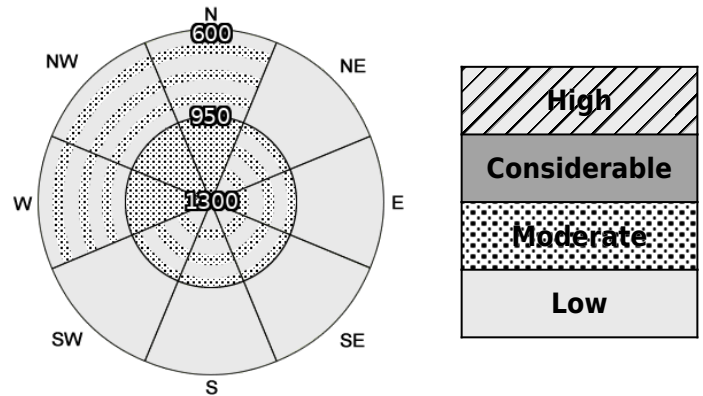 N
600
NW
NE
950
W
1300
E
SW
SE
S
High
Considerable
Moderate
Low